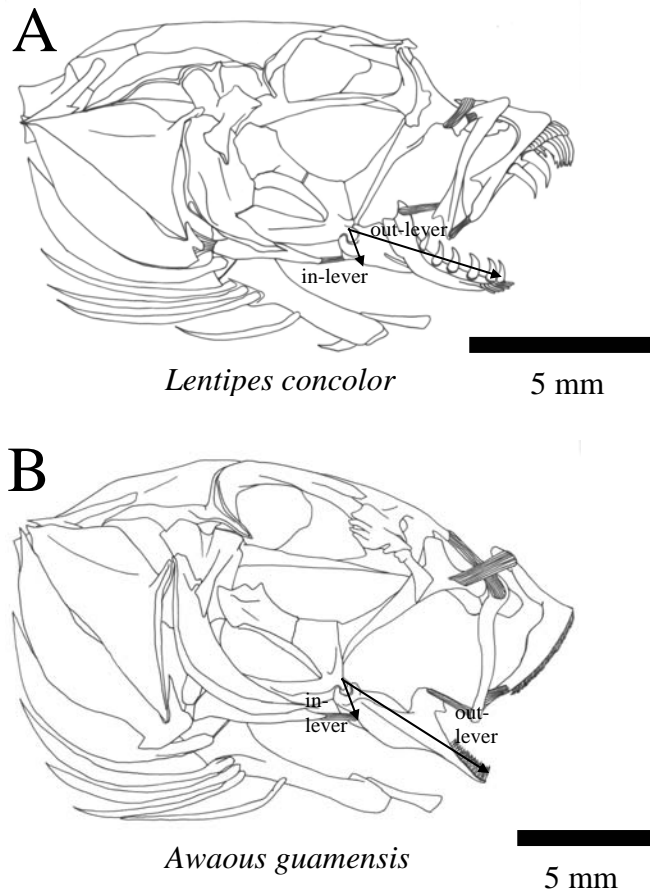 A
out-lever
in-lever
Lentipes concolor
5 mm
B
in-
lever
out-
lever
Awaous guamensis
5 mm